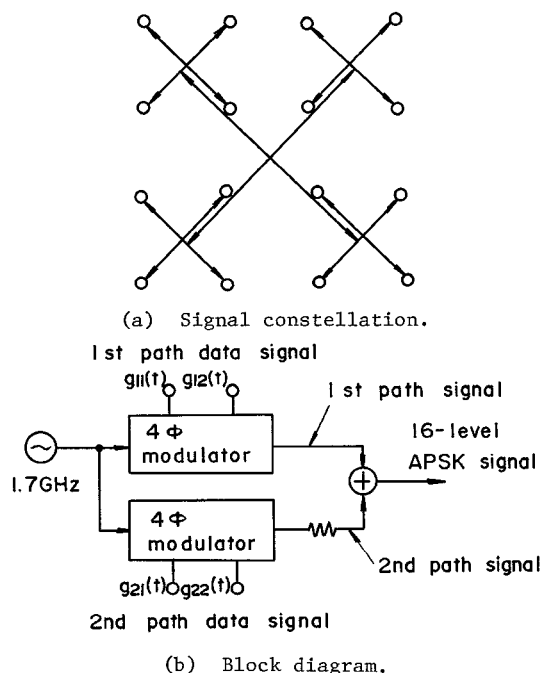 (a) Signal constellation.
1st path data signal
g11(t) g12(t)
1st path signal
4Φ
modulator
16-level
APSK signal
1.7GHz
+
4Φ
modulator
2nd path signal
g21(t) g22(t)
2nd path data signal
(b) Block diagram.